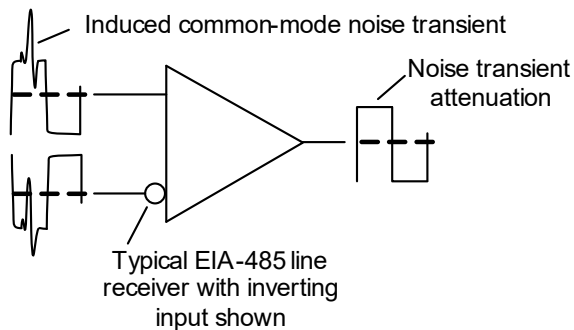 Induced common-mode noise transient
Noise transient
attenuation
Typical EIA-485 line
receiver with inverting
input shown